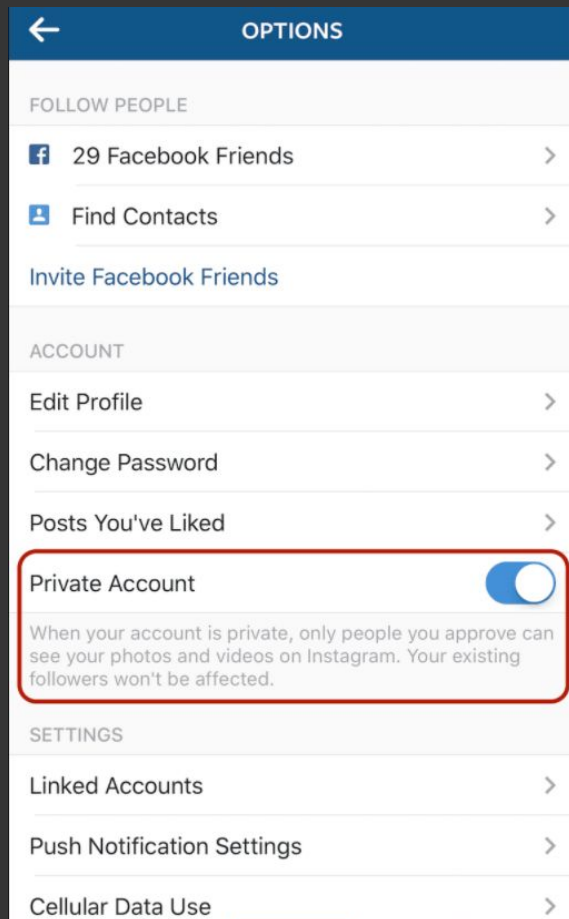 OPTIONS
FOLLOW PEOPLE
29 Facebook Friends
Find Contacts
Invite Facebook Friends
ACCOUNT
Edit Profile
Change Password
Posts You've Liked
Private Account
When your account is private, only people you approve can
see your photos and videos on Instagram. Your existing
followers won't be affected.
SETTINGS
Linked Accounts
Push Notification Settings
Cellular Data Use